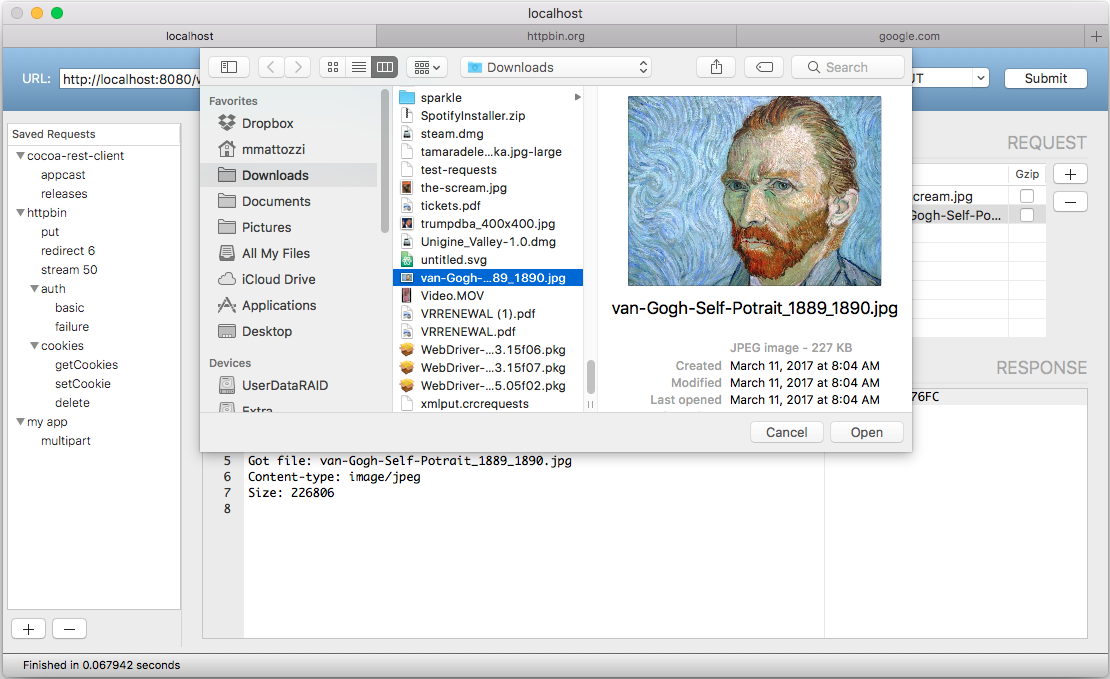 localhost
localhost
httpbin.org
google.com
URL:
http://localhost:8080/
Downloads
Search
Submit
Saved Requests
cocoa-rest-client
appcast
releases
httpbin
put
redirect 6
stream 50
auth
basic
failure
cookies
getCookies
setCookie
delete
my app
multipart
Favorites
Dropbox
mmattozzi
Downloads
Documents
Pictures
All My Files
iCloud Drive
Applications
Desktop
Devices
UserDataRAID
Extra
sparkle
SpotifyInstaller.zip
steam.dmg
tamaradele...ka.jpg-large
test-requests
the-scream.jpg
tickets.pdf
trumpdba_400x400.jpg
Unigine_Valley-1.0.dmg
untitled.svg
van-Gogh-...89_1890.jpg
Video.MOV
VRRENEWAL (1).pdf
VRRENEWAL.pdf
WebDriver-...3.15f06.pkg
WebDriver-...3.15f07.pkg
WebDriver-...5.05f02.pkg
xmlput.crcrequests
van-Gogh-Self-Potrait_1889_1890.jpg
JPEG image - 227 KB
Created March 11, 2017 at 8:04 AM
Modified March 11, 2017 at 8:04 AM
Last opened March 11, 2017 at 8:04 AM
Cancel
Open
REQUEST
Gzip
cream.jpg
Gogh-Self-Po...
RESPONSE
76FC
5 Got file: van-Gogh-Self-Potrait_1889_1890.jpg
6 Content-type: image/jpeg
7 Size: 226806
8
Finished in 0.067942 seconds